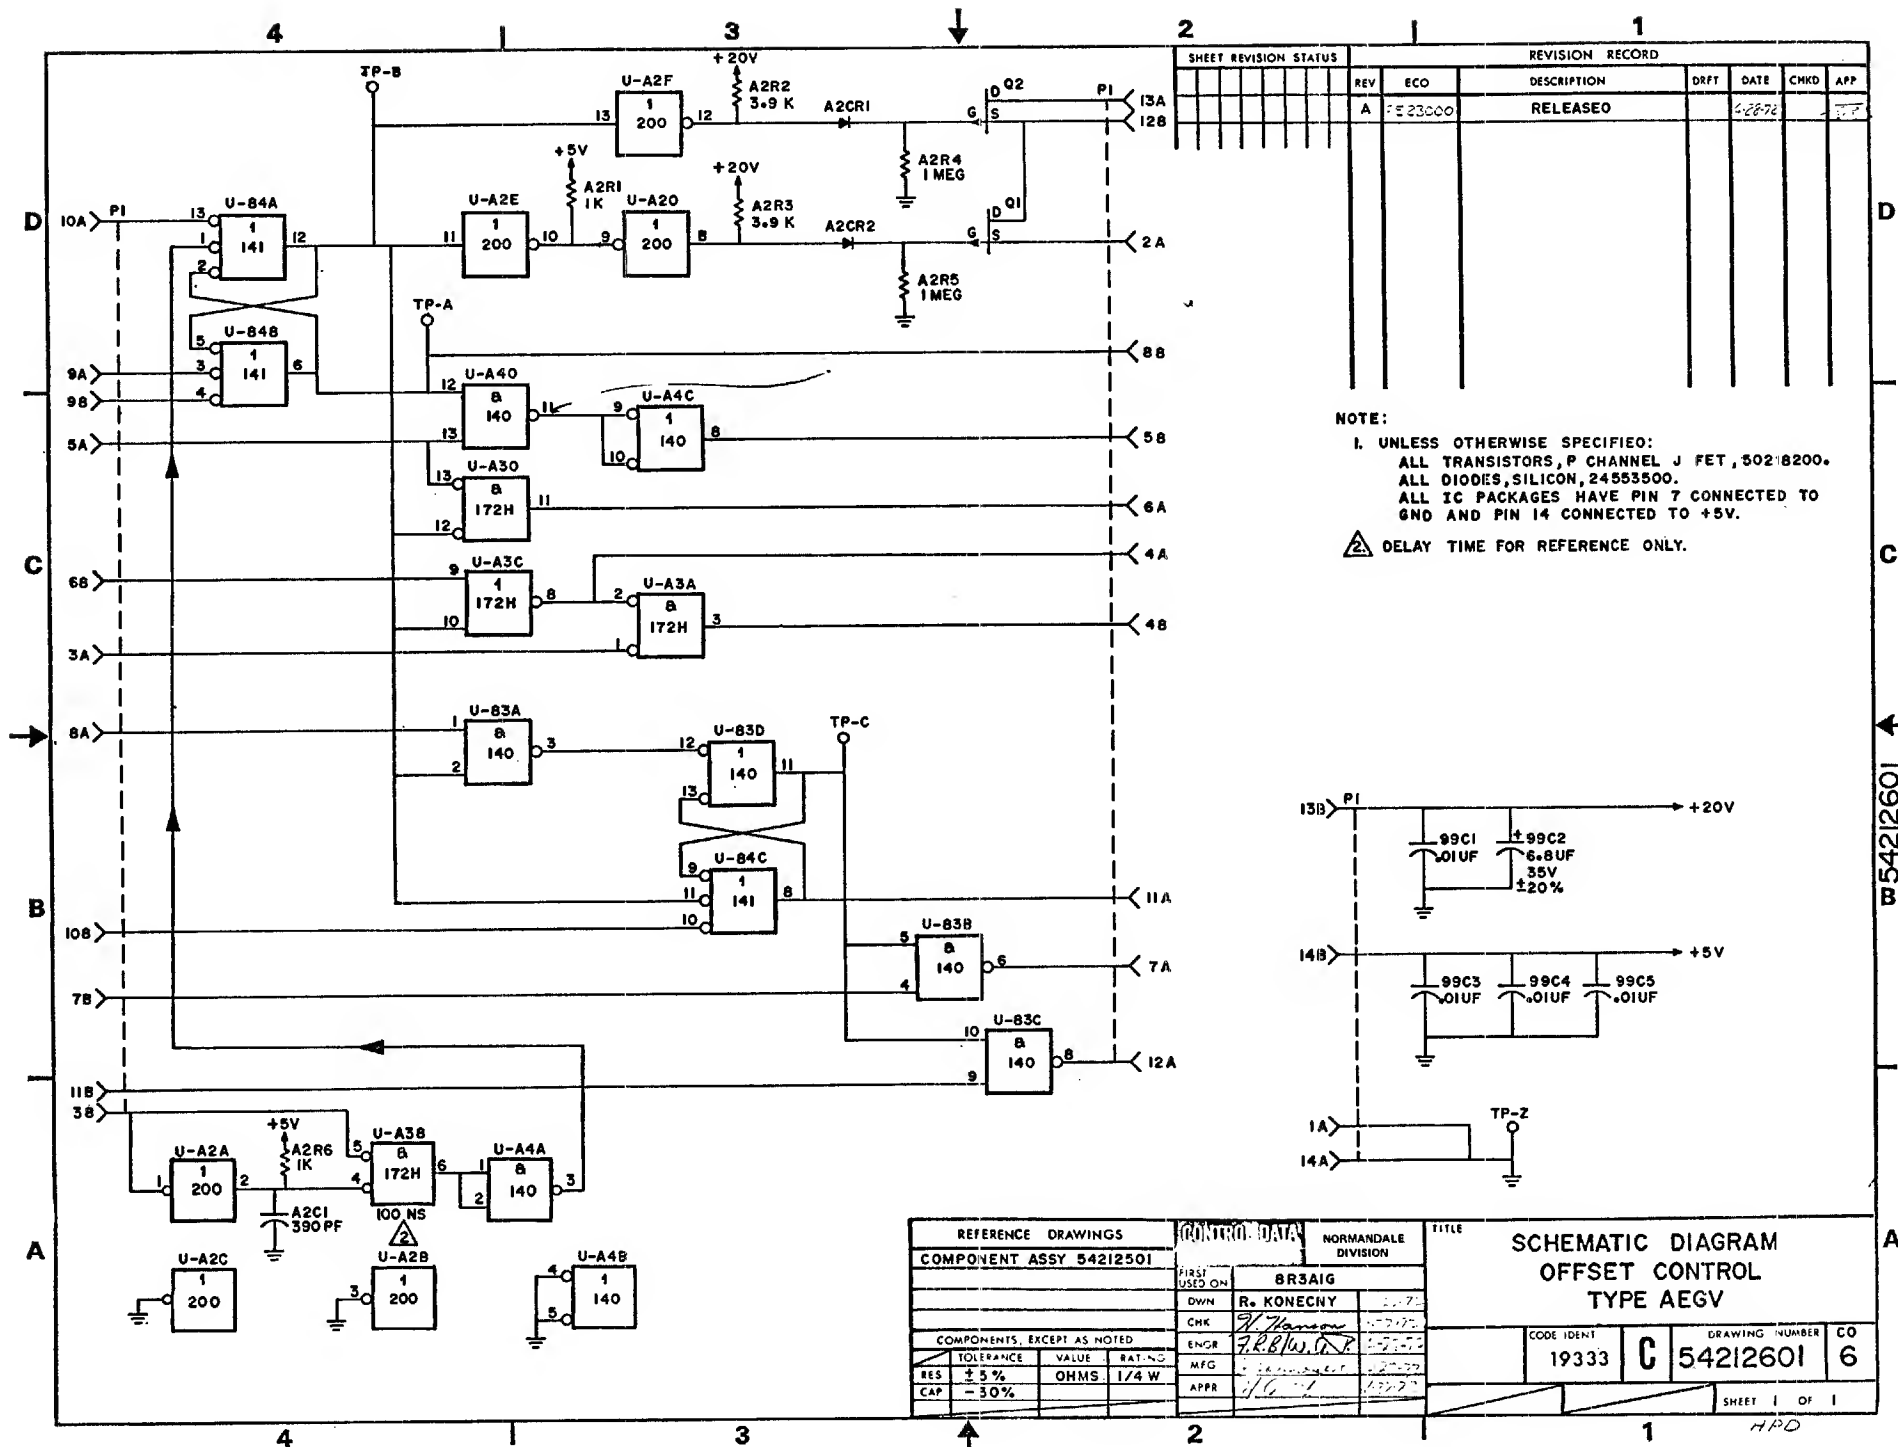 4
3
2
1
SHEET REVISION STATUS
REVISION RECORD
REV ECO DESCRIPTION DRFT DATE CHKD APP
A RELEASED
TP-B
U-A2F
1
200
13
12
+20V
A2R2
3.9 K
A2CR1
G D S Q2
P1
13A
12B
A2R4
1 MEG
+5V
A2R1
1K
U-A2E
1
200
11
10
9
U-A20
1
200
8
+20V
A2R3
3.9 K
A2CR2
G D S Q1
2A
A2R5
1 MEG
D
D
10A P1
13
1
2
U-84A
1
141
12
TP-A
8B
U-84B
5
3
4
1
141
6
9A
9B
5A
12
13
U-A40
&
140
11
9
10
U-A4C
1
140
8
5B
13
12
U-A30
&
172H
11
6A
C
C
6B
9
10
U-A3C
1
172H
8
4A
2
1
U-A3A
&
172H
3
4B
3A
8A
1
2
U-83A
&
140
3
12
13
U-83D
1
140
11
TP-C
9
11
10
U-84C
1
141
8
11A
B
B
10B
5
4
U-83B
&
140
6
7A
7B
10
9
U-83C
&
140
8
12A
11B
3B
U-A2A
1
1
200
2
+5V
A2R6
1K
A2C1
390 PF
5
4
U-A3B
&
172H
6
100 NS
2
1
2
U-A4A
&
140
3
A
A
U-A2C
1
200
3
U-A2B
1
200
4
5
U-A4B
1
140
NOTE:
1. UNLESS OTHERWISE SPECIFIED:
ALL TRANSISTORS, P CHANNEL J FET, 50218200.
ALL DIODES, SILICON, 24553500.
ALL IC PACKAGES HAVE PIN 7 CONNECTED TO
GND AND PIN 14 CONNECTED TO +5V.
2. DELAY TIME FOR REFERENCE ONLY.
54212601
13B P1 +20V
99C1
.01UF
+ 99C2
6.8UF
35V
±20%
14B +5V
99C3
.01UF
99C4
.01UF
99C5
.01UF
1A
14A
TP-Z
REFERENCE DRAWINGS
COMPONENT ASSY 54212501
COMPONENTS, EXCEPT AS NOTED
TOLERANCE VALUE RATING
RES ±5% OHMS 1/4 W
CAP -30%
CONTROL DATA
NORMANDALE
DIVISION
FIRST
USED ON
BR3A1G
DWN R. KONECNY
CHK
ENGR
MFG
APPR
TITLE
SCHEMATIC DIAGRAM
OFFSET CONTROL
TYPE AEGV
CODE IDENT
19333
C
DRAWING NUMBER
54212601
CO
6
SHEET 1 OF 1
4
3
2
1
HPD